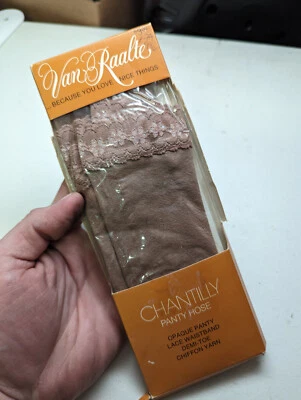 Van Raalte
BECAUSE YOU LOVE NICE THINGS
CHANTILLY
PANTY HOSE
OPAQUE PANTY
LACE WAISTBAND
DEMI-TOE
CHIFFON YARN